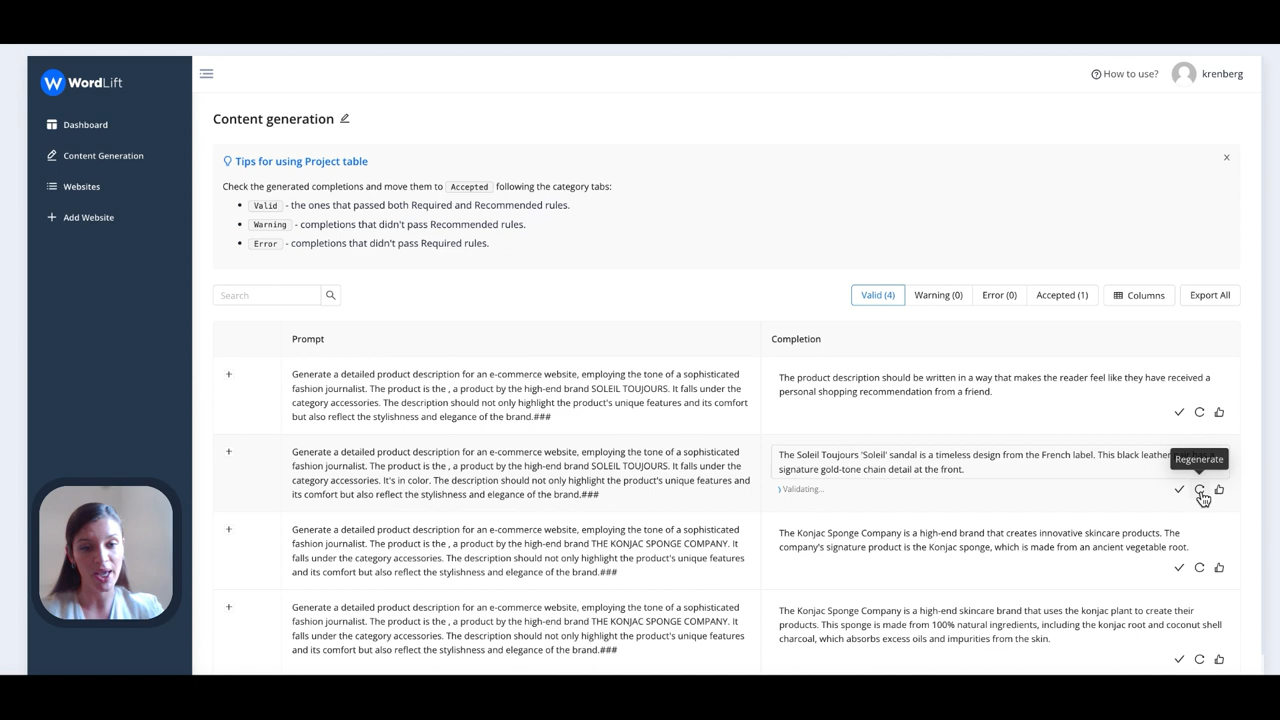 WordLift
How to use?
krenberg
Dashboard
Content Generation
Websites
Add Website
Content generation
Tips for using Project table
Check the generated completions and move them to Accepted following the category tabs:
Valid - the ones that passed both Required and Recommended rules.
Warning - completions that didn't pass Recommended rules.
Error - completions that didn't pass Required rules.
Search
Valid (4)
Warning (0)
Error (0)
Accepted (1)
Columns
Export All
Prompt
Completion
Generate a detailed product description for an e-commerce website, employing the tone of a sophisticated
fashion journalist. The product is the , a product by the high-end brand SOLEIL TOUJOURS. It falls under the
category accessories. The description should not only highlight the product's unique features and its comfort
but also reflect the stylishness and elegance of the brand.###
The product description should be written in a way that makes the reader feel like they have received a
personal shopping recommendation from a friend.
Generate a detailed product description for an e-commerce website, employing the tone of a sophisticated
fashion journalist. The product is the , a product by the high-end brand SOLEIL TOUJOURS. It falls under the
category accessories. It's in color. The description should not only highlight the product's unique features and
its comfort but also reflect the stylishness and elegance of the brand.###
The Soleil Toujours 'Soleil' sandal is a timeless design from the French label. This black leather
signature gold-tone chain detail at the front.
Regenerate
Validating...
Generate a detailed product description for an e-commerce website, employing the tone of a sophisticated
fashion journalist. The product is the , a product by the high-end brand THE KONJAC SPONGE COMPANY. It
falls under the category accessories. The description should not only highlight the product's unique features
and its comfort but also reflect the stylishness and elegance of the brand.###
The Konjac Sponge Company is a high-end brand that creates innovative skincare products. The
company's signature product is the Konjac sponge, which is made from an ancient vegetable root.
Generate a detailed product description for an e-commerce website, employing the tone of a sophisticated
fashion journalist. The product is the , a product by the high-end brand THE KONJAC SPONGE COMPANY. It
falls under the category accessories. The description should not only highlight the product's unique features
and its comfort but also reflect the stylishness and elegance of the brand.###
The Konjac Sponge Company is a high-end skincare brand that uses the konjac plant to create their
products. This sponge is made from 100% natural ingredients, including the konjac root and coconut shell
charcoal, which absorbs excess oils and impurities from the skin.